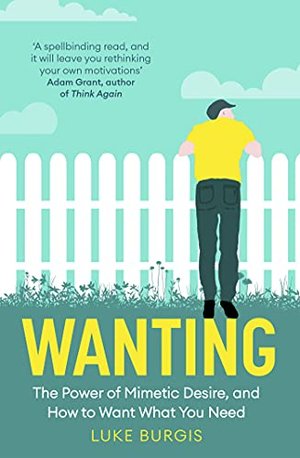 ‘A spellbinding read, and
it will leave you rethinking
your own motivations’
Adam Grant, author
of Think Again
WANTING
The Power of Mimetic Desire, and
How to Want What You Need
LUKE BURGIS